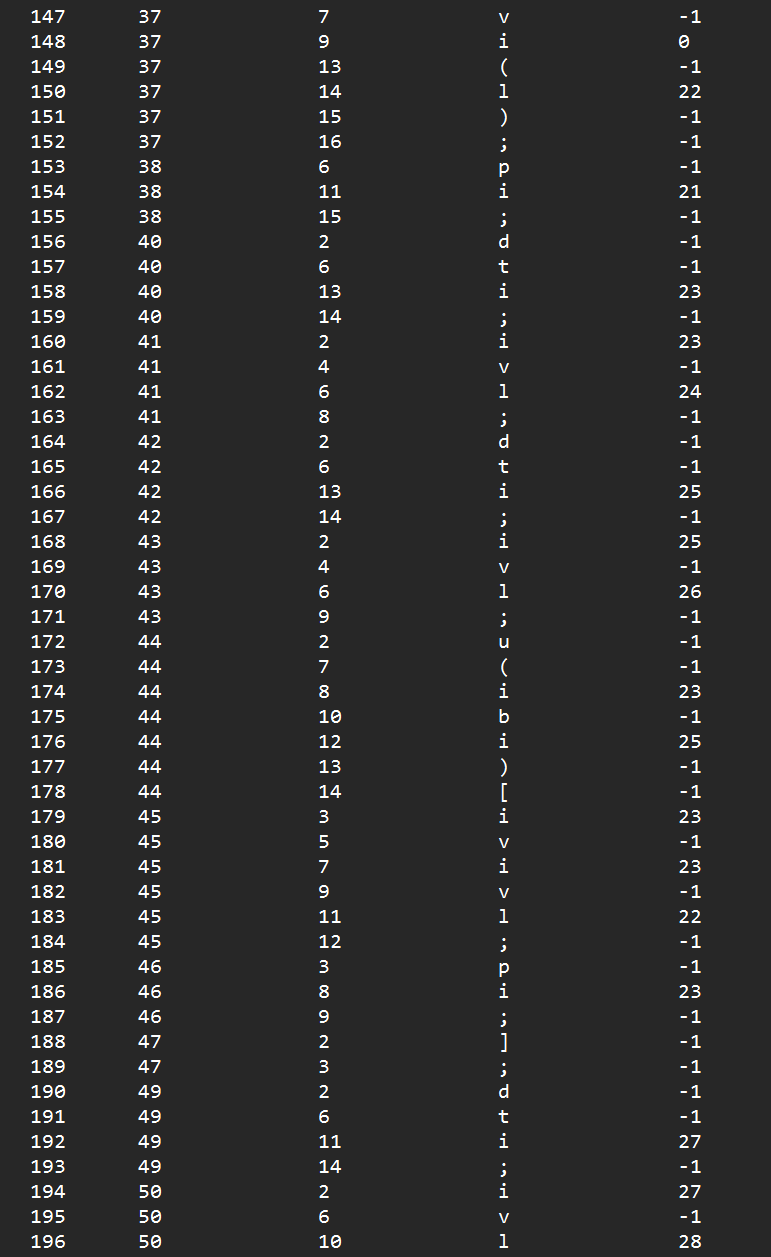 147 37 7 v -1
148 37 9 i 0
149 37 13 ( -1
150 37 14 l 22
151 37 15 ) -1
152 37 16 ; -1
153 38 6 p -1
154 38 11 i 21
155 38 15 ; -1
156 40 2 d -1
157 40 6 t -1
158 40 13 i 23
159 40 14 ; -1
160 41 2 i 23
161 41 4 v -1
162 41 6 l 24
163 41 8 ; -1
164 42 2 d -1
165 42 6 t -1
166 42 13 i 25
167 42 14 ; -1
168 43 2 i 25
169 43 4 v -1
170 43 6 l 26
171 43 9 ; -1
172 44 2 u -1
173 44 7 ( -1
174 44 8 i 23
175 44 10 b -1
176 44 12 i 25
177 44 13 ) -1
178 44 14 [ -1
179 45 3 i 23
180 45 5 v -1
181 45 7 i 23
182 45 9 v -1
183 45 11 l 22
184 45 12 ; -1
185 46 3 p -1
186 46 8 i 23
187 46 9 ; -1
188 47 2 ] -1
189 47 3 ; -1
190 49 2 d -1
191 49 6 t -1
192 49 11 i 27
193 49 14 ; -1
194 50 2 i 27
195 50 6 v -1
196 50 10 l 28